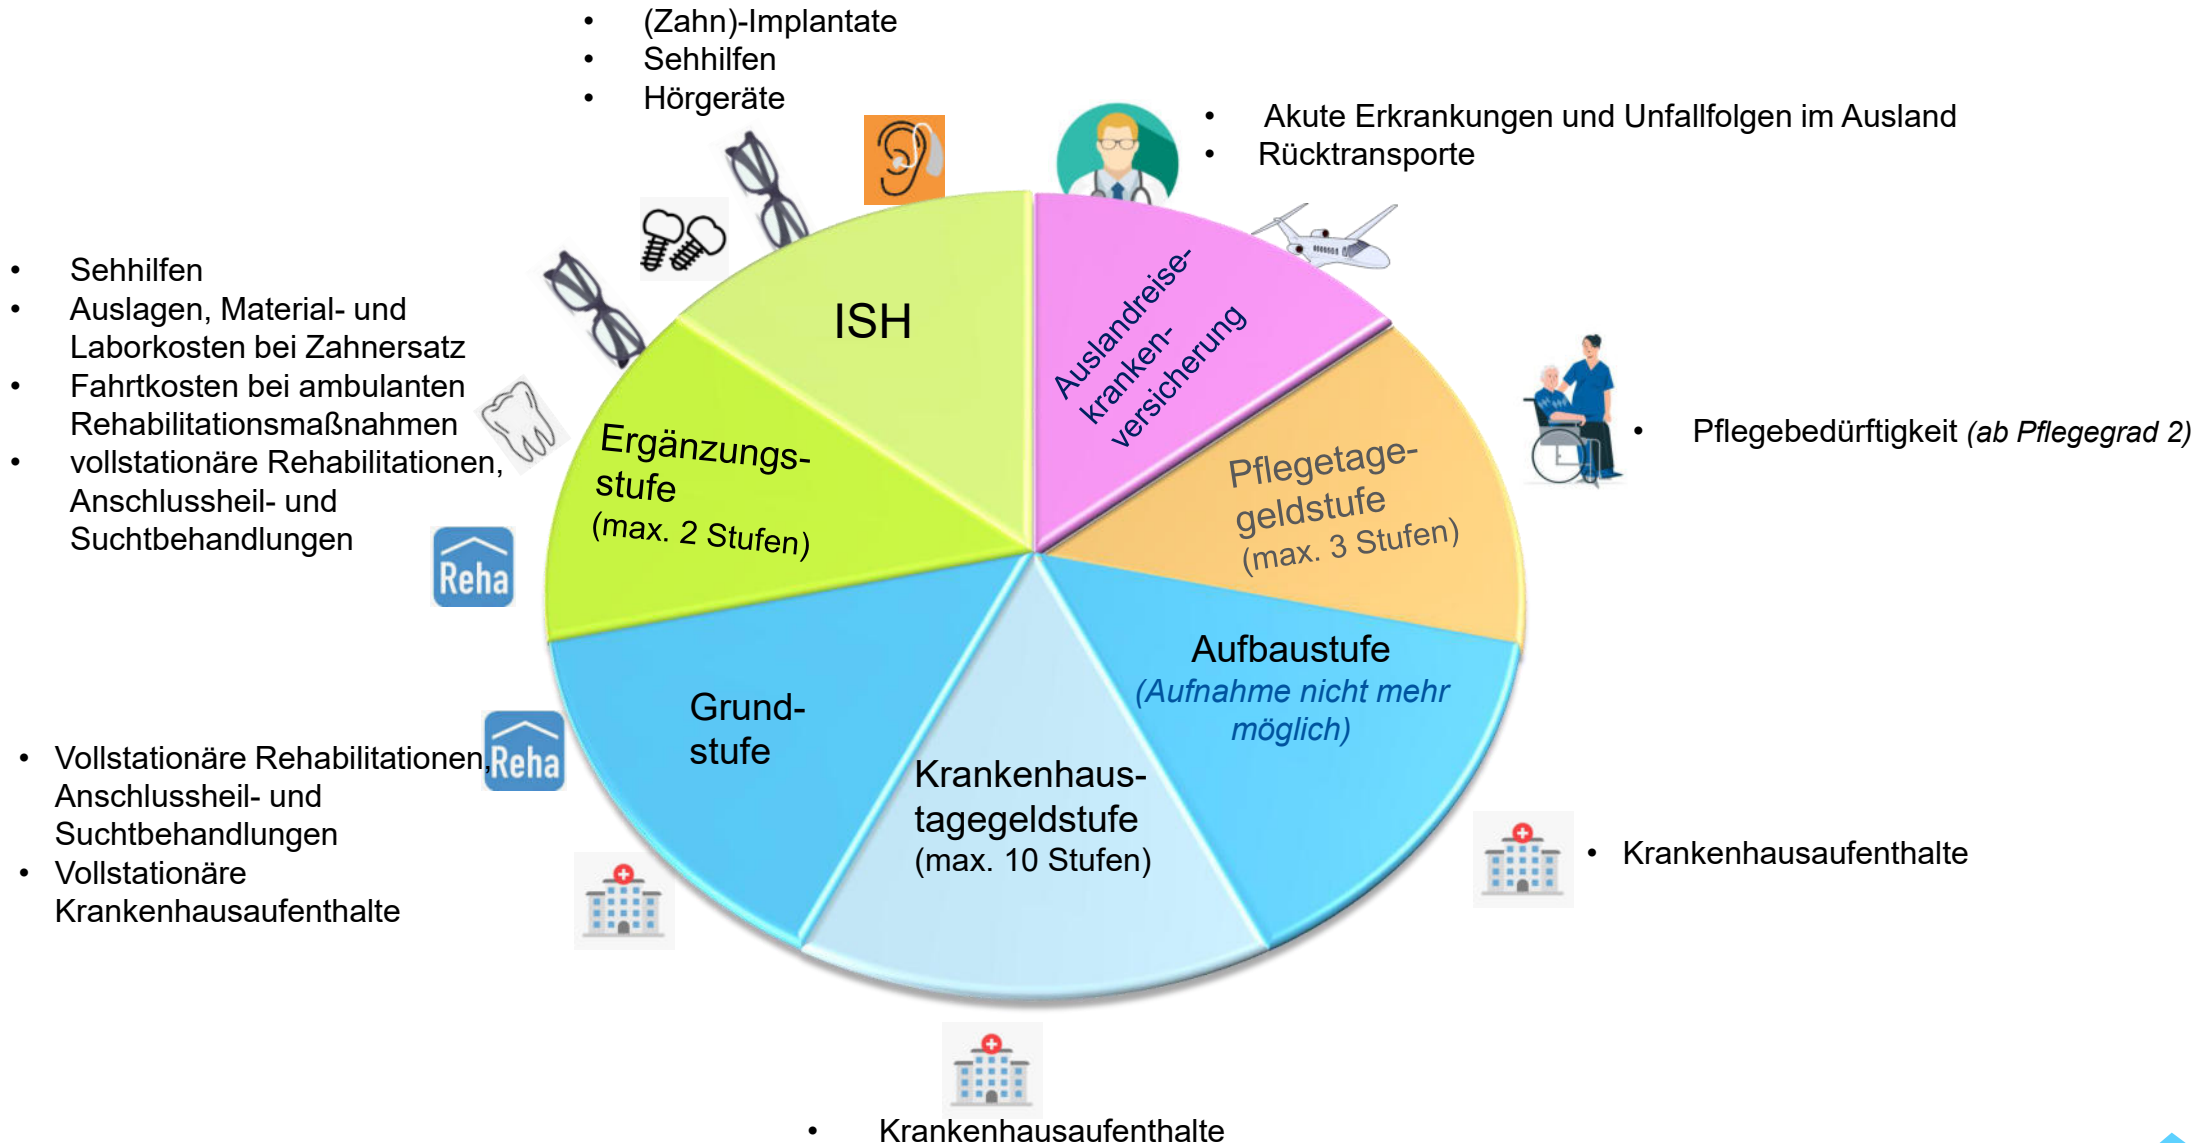 • (Zahn)-Implantate
• Sehhilfen
• Hörgeräte
• Akute Erkrankungen und Unfallfolgen im Ausland
• Rücktransporte
• Sehhilfen
• Auslagen, Material- und
Laborkosten bei Zahnersatz
• Fahrtkosten bei ambulanten
Rehabilitationsmaßnahmen
• vollstationäre Rehabilitationen,
Anschlussheil- und
Suchtbehandlungen
ISH
Auslandreise-
kranken-
versicherung
Ergänzungs-
stufe
(max. 2 Stufen)
Pflegetage-
geldstufe
(max. 3 Stufen)
• Pflegebedürftigkeit (ab Pflegegrad 2)
Reha
Aufbaustufe
(Aufnahme nicht mehr
möglich)
Grund-
stufe
Reha
• Vollstationäre Rehabilitationen,
Anschlussheil- und
Suchtbehandlungen
• Vollstationäre
Krankenhausaufenthalte
Krankenhaus-
tagegeldstufe
(max. 10 Stufen)
• Krankenhausaufenthalte
• Krankenhausaufenthalte